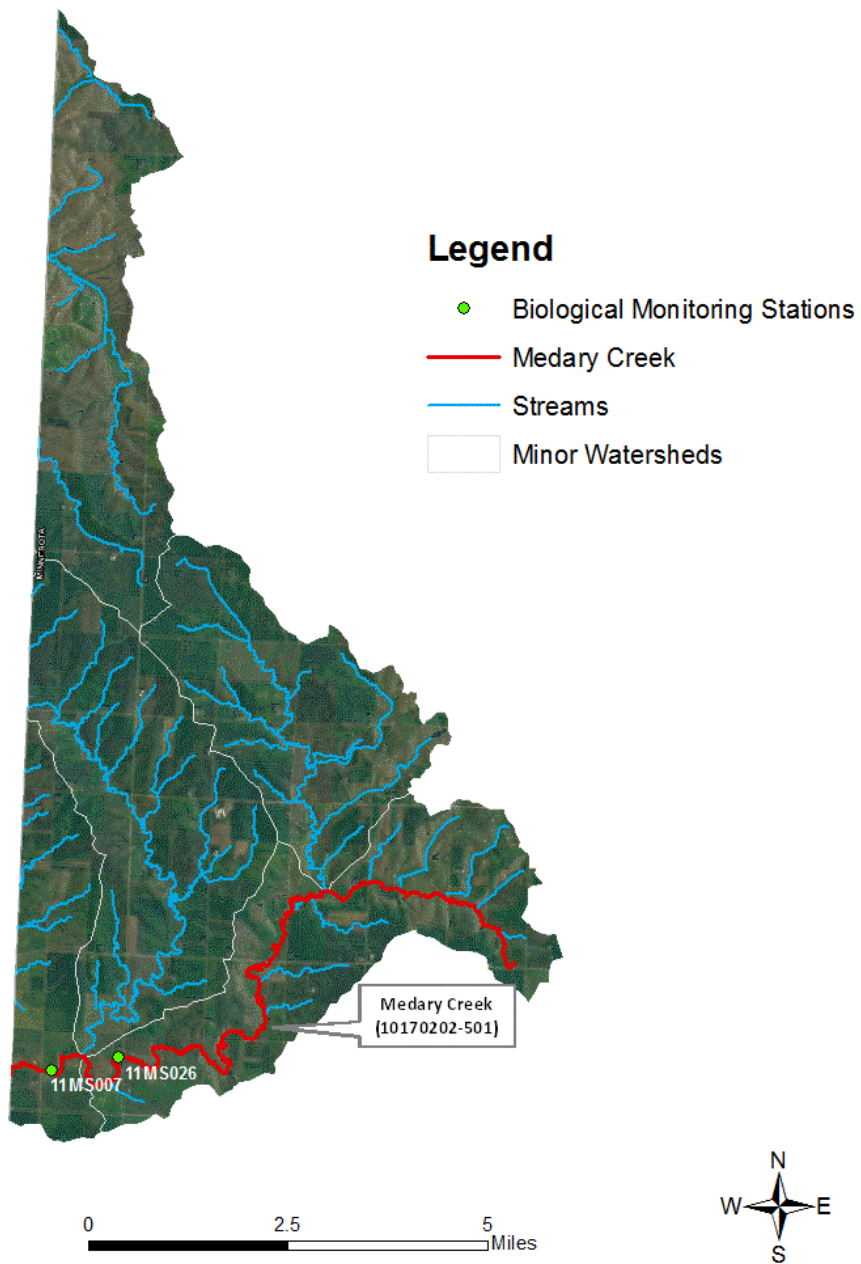 Legend
Biological Monitoring Stations
Medary Creek
Streams
Minor Watersheds
MINNESOTA
Medary Creek
(10170202-501)
11MS007
11MS026
0 2.5 5
Miles
N
W E
S